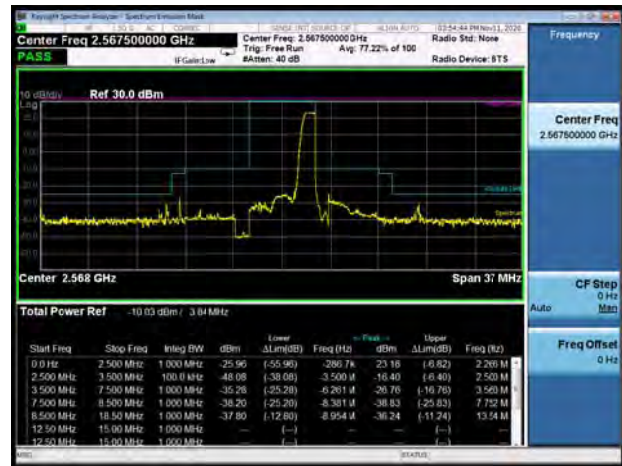 Keysight Spectrum Analyzer - Spectrum Emission Mask
Center Freq 2.567500000 GHz
PASS
IFGain:Low
Center Freq: 2.567500000 GHz
Trig: Free Run
Avg: 77.22% of 100
#Atten: 40 dB
03:54:44 PM Nov 11, 2020
Radio Std: None
Radio Device: BTS
Frequency
10 dB/div
Ref 30.0 dBm
Log
Center Freq
2.567500000 GHz
Center 2.568 GHz
Span 37 MHz
CF Step
0 Hz
Auto Man
Total Power Ref -10.03 dBm / 3.84 MHz
Freq Offset
0 Hz
Lower <-- Peak --> Upper
Start Freq Stop Freq Integ BW dBm ΔLim(dB) Freq (Hz) dBm ΔLim(dB) Freq (Hz)
0.0 Hz 2.500 MHz 1.000 MHz -25.96 (-55.96) -286.7k 23.18 (-6.82) 2.265 M
2.500 MHz 3.500 MHz 100.0 kHz -48.08 (-38.08) -3.500 M -16.40 (-6.40) 2.503 M
3.500 MHz 7.500 MHz 1.000 MHz -35.28 (-25.28) -6.261 M -26.76 (-16.76) 3.563 M
7.500 MHz 8.500 MHz 1.000 MHz -38.20 (-25.20) -8.381 M -38.83 (-25.83) 7.752 M
8.500 MHz 18.50 MHz 1.000 MHz -37.80 (-12.80) -8.954 M -36.24 (-11.24) 13.54 M
12.50 MHz 15.00 MHz 1.000 MHz --- (---) --- (---)
12.50 MHz 15.00 MHz 1.000 MHz --- (---) --- (---)
MSG
STATUS